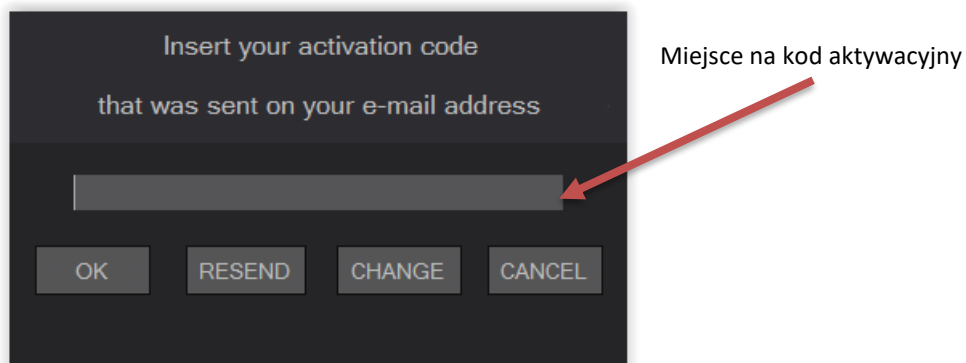 Insert your activation code
Miejsce na kod aktywacyjny
that was sent on your e-mail address
OK RESEND CHANGE CANCEL